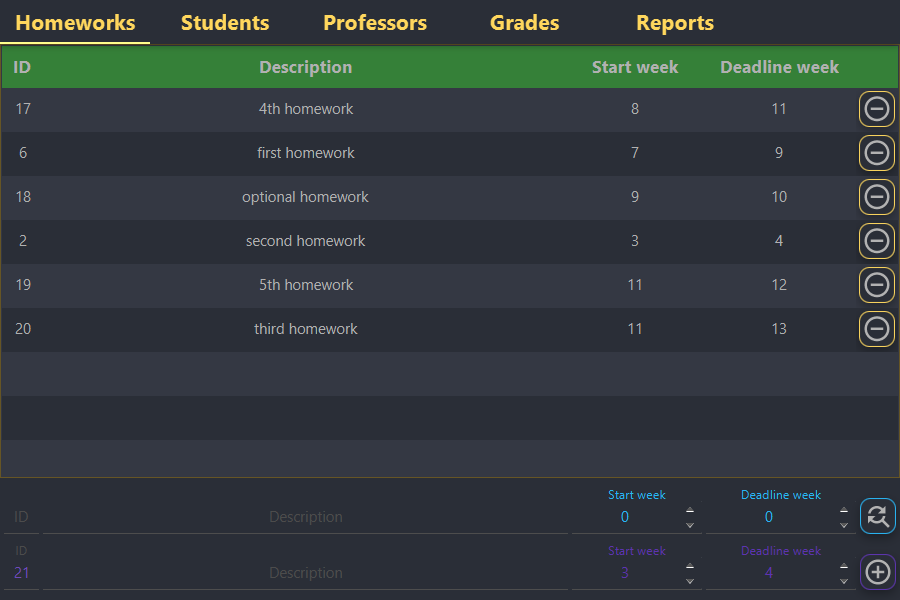 Homeworks Students Professors Grades Reports
ID Description Start week Deadline week
17 4th homework 8 11
6 first homework 7 9
18 optional homework 9 10
2 second homework 3 4
19 5th homework 11 12
20 third homework 11 13
Start week Deadline week
ID Description 0 0
ID Start week Deadline week
21 Description 3 4